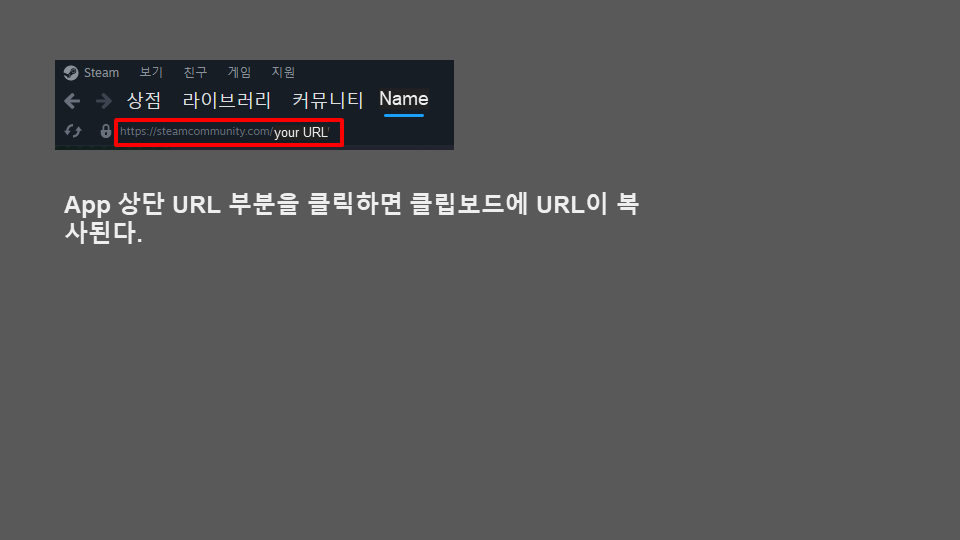 Steam 보기 친구 게임 지원
상점 라이브러리 커뮤니티 Name
https://steamcommunity.com/your URL/
App 상단 URL 부분을 클릭하면 클립보드에 URL이 복
사된다.